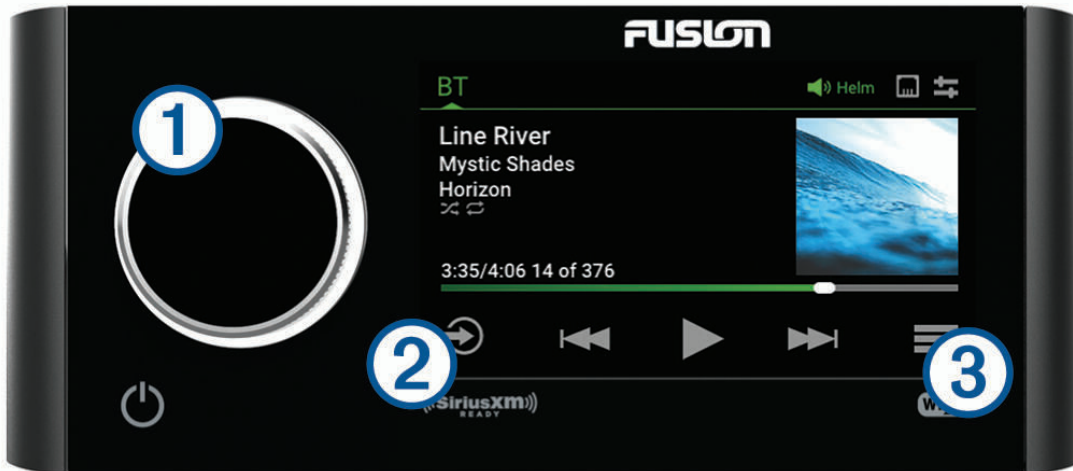 FUSION
BT
Helm
1
Line River
Mystic Shades
Horizon
3:35/4:06 14 of 376
2
3
SiriusXM
READY